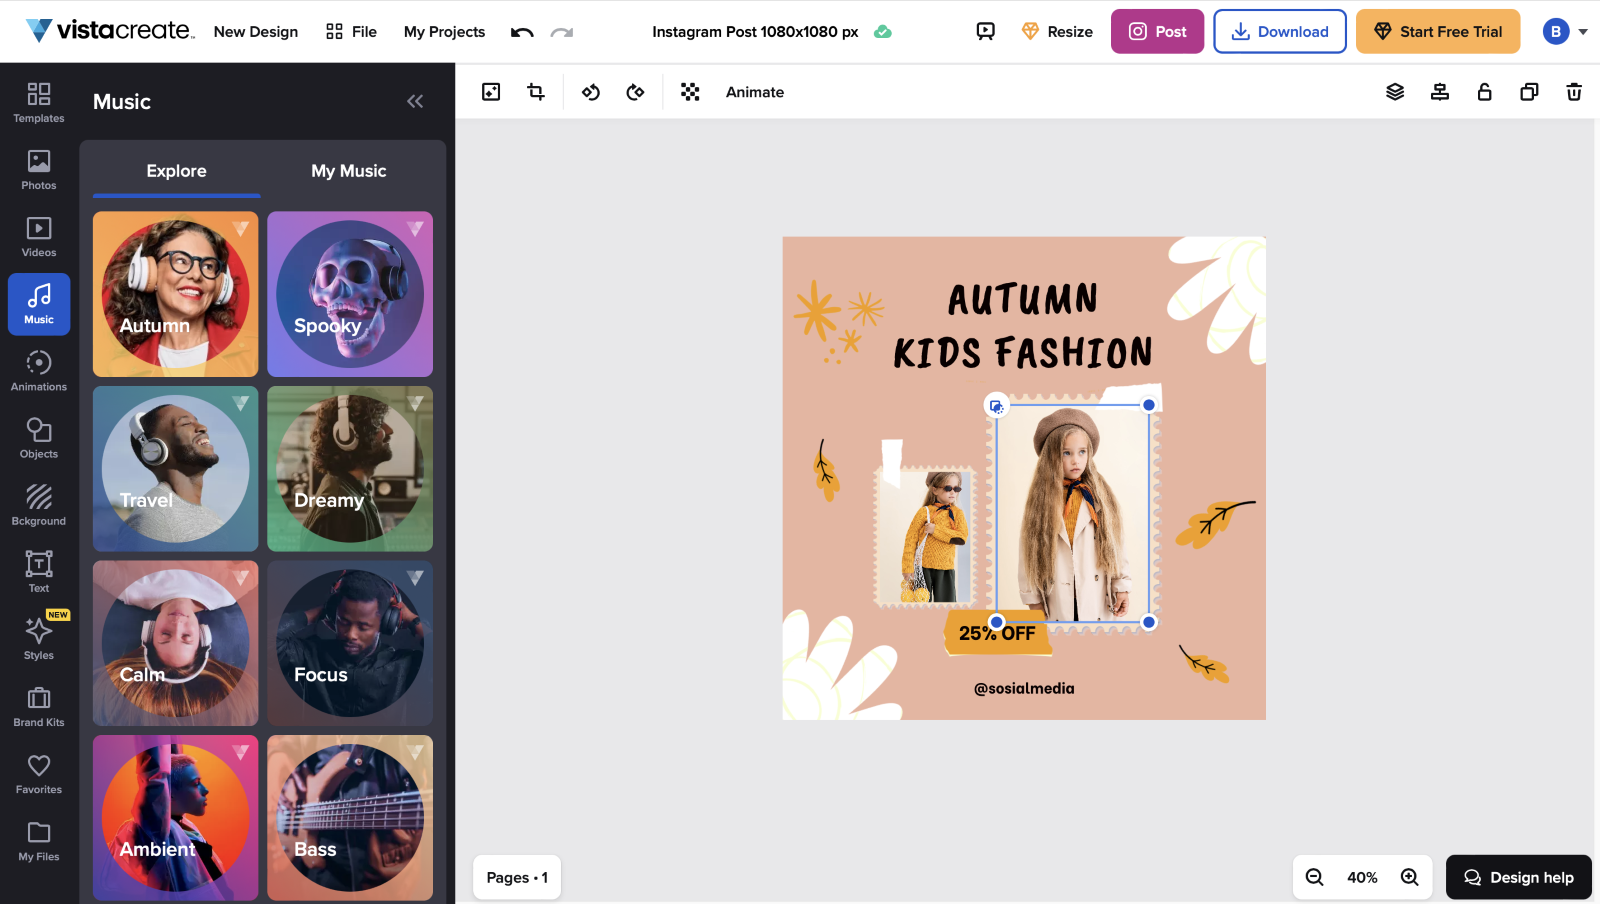 vistacreate
New Design
File
My Projects
Instagram Post 1080x1080 px
Resize
Post
Download
Start Free Trial
B
Templates
Photos
Videos
Music
Animations
Objects
Bckground
Text
NEW
Styles
Brand Kits
Favorites
My Files
Music
Explore
My Music
Autumn
Spooky
Travel
Dreamy
Calm
Focus
Ambient
Bass
Animate
AUTUMN
KIDS FASHION
25% OFF
@sosialmedia
Pages • 1
40%
Design help